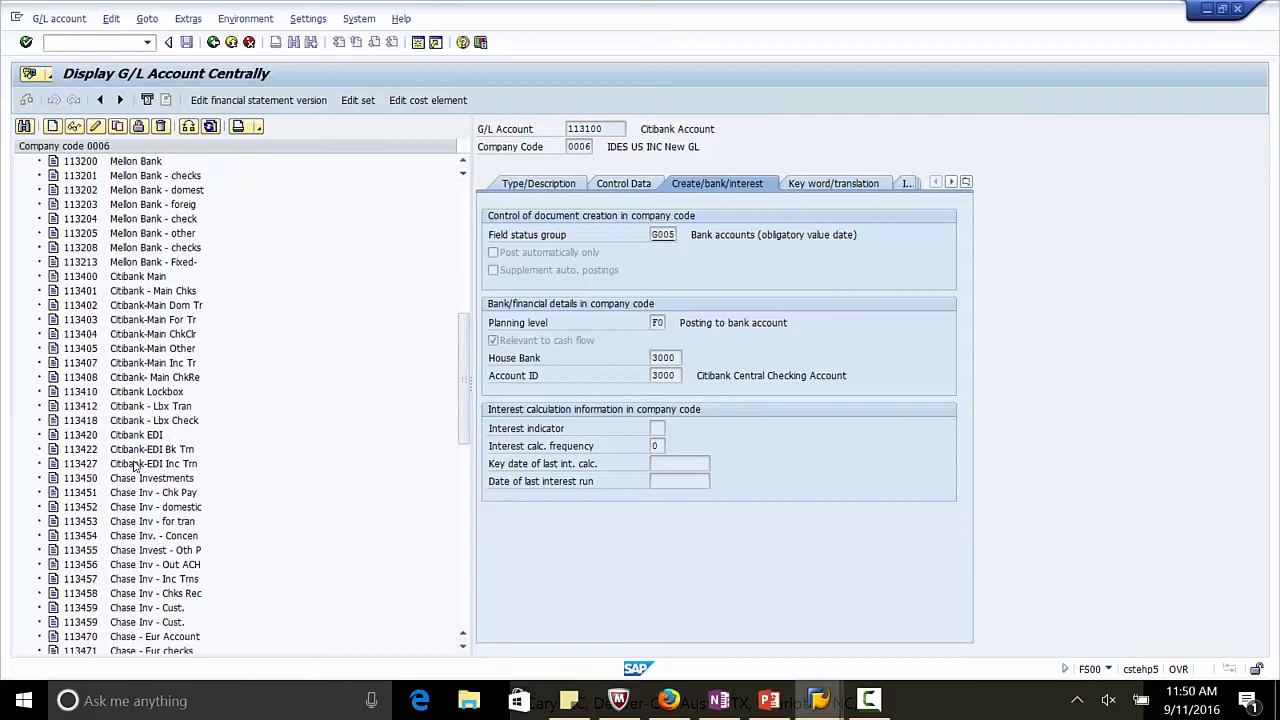 G/L account Edit Goto Extras Environment Settings System Help
Display G/L Account Centrally
Edit financial statement version Edit set Edit cost element
Company code 0006
113200 Mellon Bank
113201 Mellon Bank - checks
113202 Mellon Bank - domest
113203 Mellon Bank - foreig
113204 Mellon Bank - check
113205 Mellon Bank - other
113208 Mellon Bank - checks
113213 Mellon Bank - Fixed-
113400 Citibank Main
113401 Citibank - Main Chks
113402 Citibank-Main Dom Tr
113403 Citibank-Main For Tr
113404 Citibank-Main ChkClr
113405 Citibank-Main Other
113407 Citibank-Main Inc Tr
113408 Citibank- Main ChkRe
113410 Citibank Lockbox
113412 Citibank - Lbx Tran
113418 Citibank - Lbx Check
113420 Citibank EDI
113422 Citibank-EDI Bk Trn
113427 Citibank-EDI Inc Trn
113450 Chase Investments
113451 Chase Inv - Chk Pay
113452 Chase Inv - domestic
113453 Chase Inv - for tran
113454 Chase Inv. - Concen
113455 Chase Invest - Oth P
113456 Chase Inv - Out ACH
113457 Chase Inv - Inc Trns
113458 Chase Inv - Chks Rec
113459 Chase Inv - Cust.
113459 Chase Inv - Cust.
113470 Chase - Eur Account
113471 Chase - Eur checks
G/L Account 113100 Citibank Account
Company Code 0006 IDES US INC New GL
Type/Description Control Data Create/bank/interest Key word/translation I...
Control of document creation in company code
Field status group G005 Bank accounts (obligatory value date)
Post automatically only
Supplement auto. postings
Bank/financial details in company code
Planning level F0 Posting to bank account
Relevant to cash flow
House Bank 3000
Account ID 3000 Citibank Central Checking Account
Interest calculation information in company code
Interest indicator
Interest calc. frequency 0
Key date of last int. calc.
Date of last interest run
SAP
FS00 cstehp5 OVR
Ask me anything
11:50 AM
9/11/2016